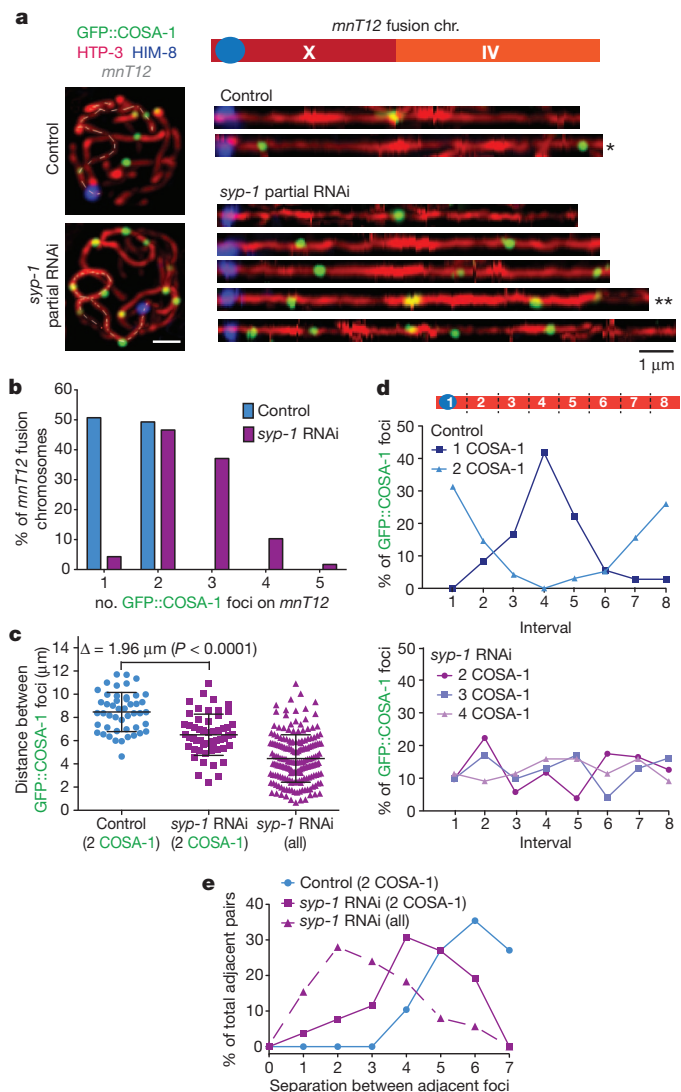 a
GFP::COSA-1
HTP-3 HIM-8
mnT12
mnT12 fusion chr.
X
IV
Control
Control
*
syp-1 partial RNAi
syp-1
partial RNAi
**
1 μm
b
60
50
40
30
20
10
0
% of mnT12 fusion
chromosomes
Control
syp-1 RNAi
1 2 3 4 5
no. GFP::COSA-1 foci on mnT12
c
Δ = 1.96 μm (P < 0.0001)
14
12
10
8
6
4
2
0
Distance between
GFP::COSA-1 foci (μm)
Control
(2 COSA-1)
syp-1 RNAi
(2 COSA-1)
syp-1 RNAi
(all)
d
1 2 3 4 5 6 7 8
Control
1 COSA-1
2 COSA-1
50
40
30
20
10
0
% of GFP::COSA-1 foci
1 2 3 4 5 6 7 8
Interval
syp-1 RNAi
2 COSA-1
3 COSA-1
4 COSA-1
50
40
30
20
10
0
% of GFP::COSA-1 foci
1 2 3 4 5 6 7 8
Interval
e
Control (2 COSA-1)
syp-1 RNAi (2 COSA-1)
syp-1 RNAi (all)
40
30
20
10
0
% of total adjacent pairs
0 1 2 3 4 5 6 7
Separation between adjacent foci